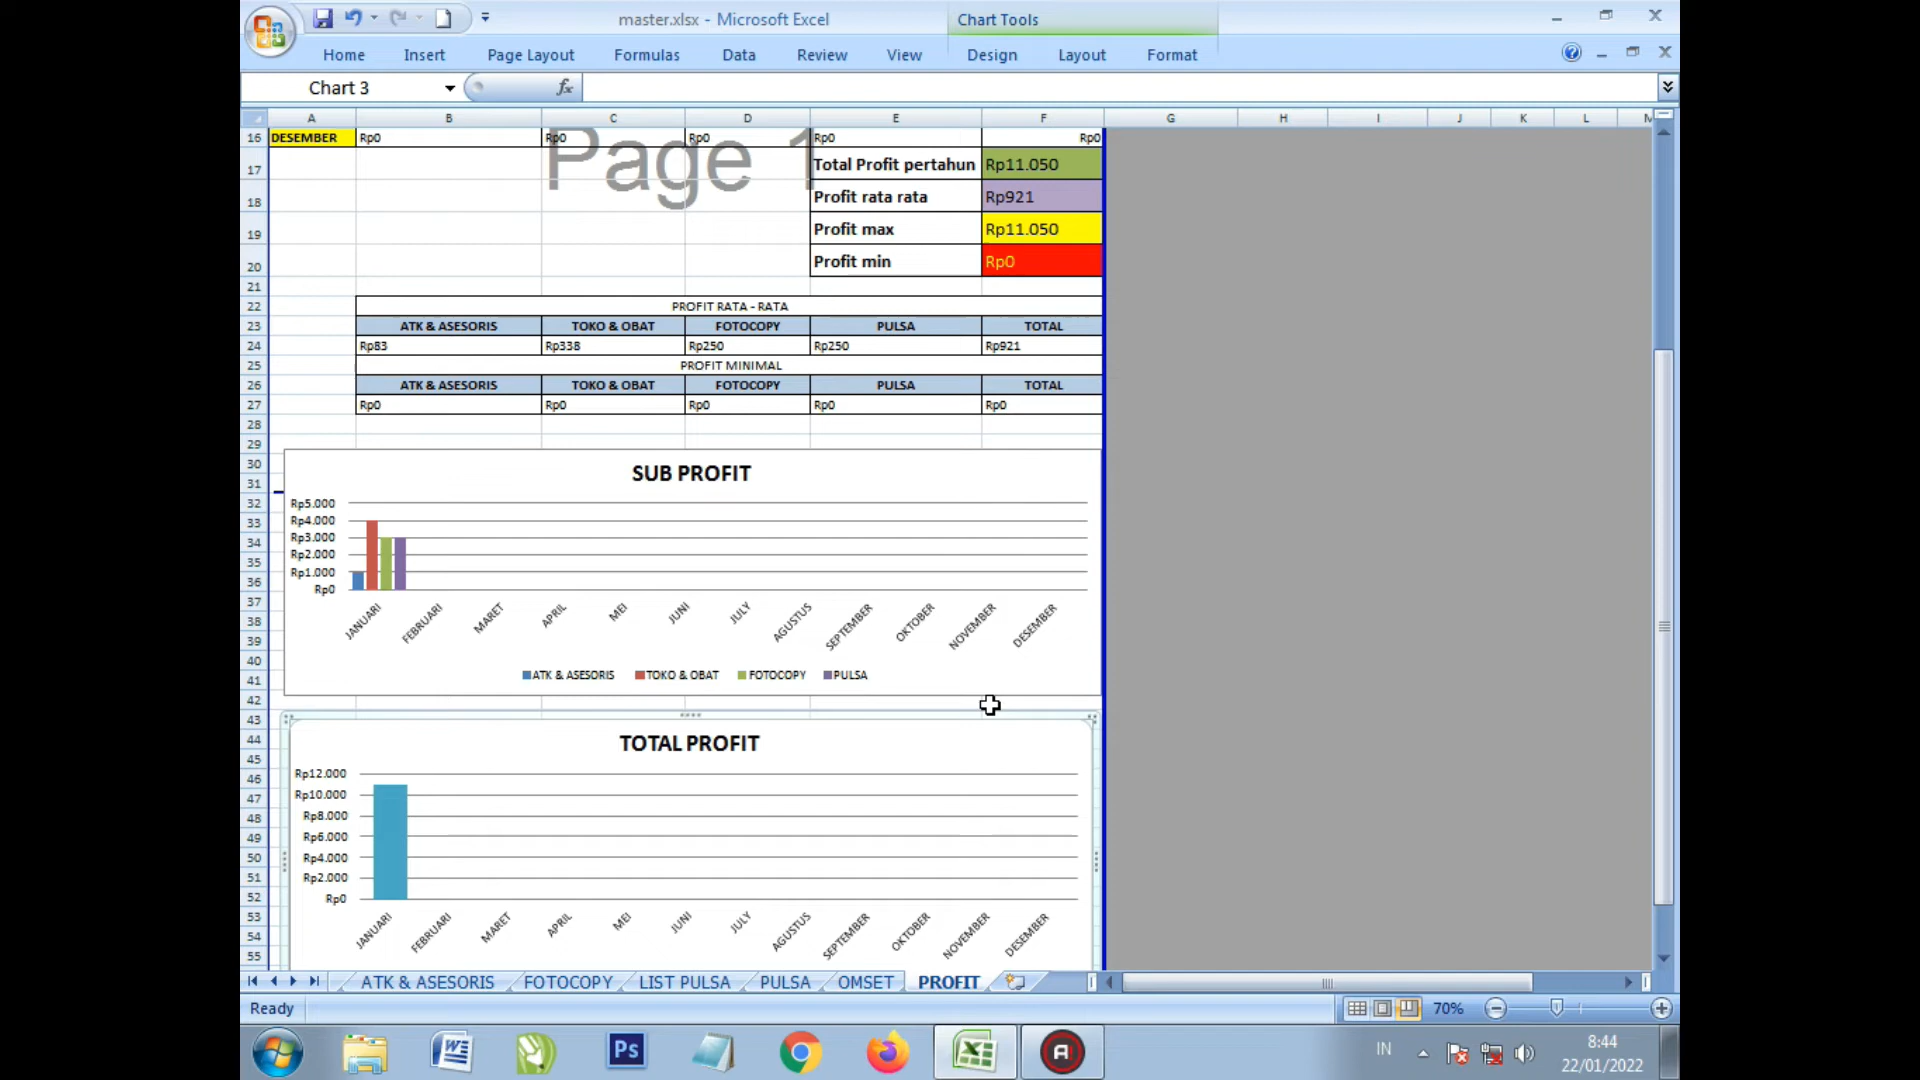 master.xlsx - Microsoft Excel
Chart Tools
Home Insert Page Layout Formulas Data Review View Design Layout Format
Chart 3 fx
A B C D E F G H I J K L M
16 DESEMBER Rp0 Rp0 Rp0 Rp0 Rp0
Page 1
17 Total Profit pertahun Rp11.050
18 Profit rata rata Rp921
19 Profit max Rp11.050
20 Profit min Rp0
21
22 PROFIT RATA - RATA
23 ATK & ASESORIS TOKO & OBAT FOTOCOPY PULSA TOTAL
24 Rp83 Rp338 Rp250 Rp250 Rp921
25 PROFIT MINIMAL
26 ATK & ASESORIS TOKO & OBAT FOTOCOPY PULSA TOTAL
27 Rp0 Rp0 Rp0 Rp0 Rp0
28
29
30
31
32
33
34
35
36
37
38
39
40
41
42
43
44
45
46
47
48
49
50
51
52
53
54
55
SUB PROFIT
Rp5.000
Rp4.000
Rp3.000
Rp2.000
Rp1.000
Rp0
JANUARI FEBRUARI MARET APRIL MEI JUNI JULY AGUSTUS SEPTEMBER OKTOBER NOVEMBER DESEMBER
ATK & ASESORIS TOKO & OBAT FOTOCOPY PULSA
TOTAL PROFIT
Rp12.000
Rp10.000
Rp8.000
Rp6.000
Rp4.000
Rp2.000
Rp0
JANUARI FEBRUARI MARET APRIL MEI JUNI JULY AGUSTUS SEPTEMBER OKTOBER NOVEMBER DESEMBER
ATK & ASESORIS FOTOCOPY LIST PULSA PULSA OMSET PROFIT
Ready 70%
Ps IN 8:44
22/01/2022